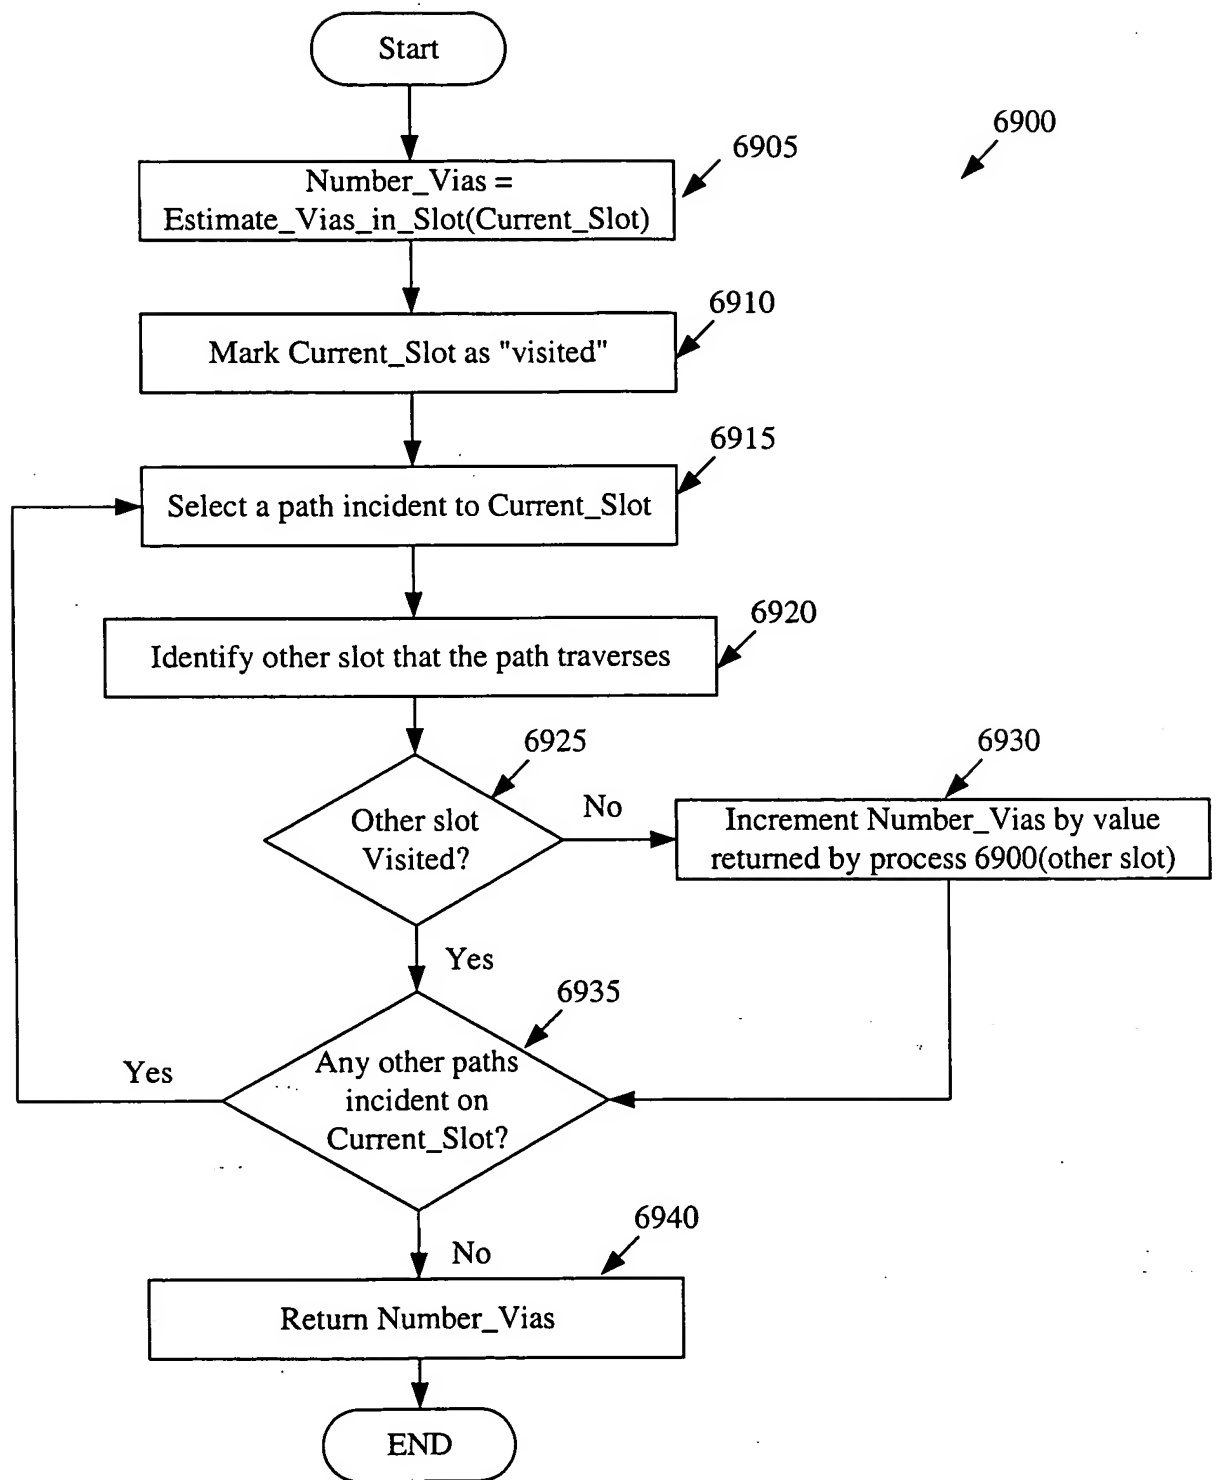 Start
6900
6905
Number_Vias =
Estimate_Vias_in_Slot(Current_Slot)
6910
Mark Current_Slot as "visited"
6915
Select a path incident to Current_Slot
6920
Identify other slot that the path traverses
6925
6930
Other slot
Visited?
No
Increment Number_Vias by value
returned by process 6900(other slot)
Yes
6935
Any other paths
incident on
Current_Slot?
Yes
No
6940
Return Number_Vias
END